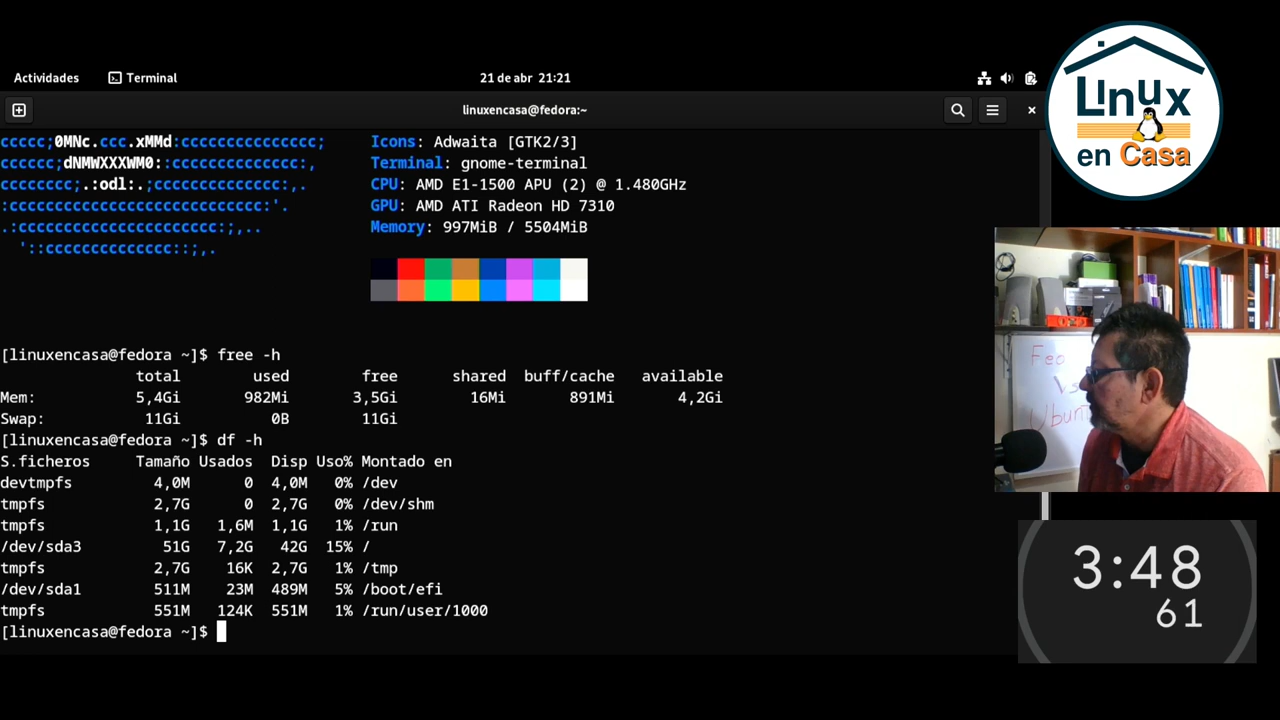 Actividades Terminal 21 de abr 21:21
linuxencasa@fedora:~
ccccc;0MNc.ccc.xMMd:ccccccccccccccc; Icons: Adwaita [GTK2/3]
cccccc;dNMWXXXWM0::cccccccccccccc:, Terminal: gnome-terminal
cccccccc;.:odl:.;cccccccccccccc:,. CPU: AMD E1-1500 APU (2) @ 1.480GHz
:cccccccccccccccccccccccccccc:'. GPU: AMD ATI Radeon HD 7310
.:cccccccccccccccccccccc:;,.. Memory: 997MiB / 5504MiB
'::cccccccccccccc::;,.
[linuxencasa@fedora ~]$ free -h
total used free shared buff/cache available
Mem: 5,4Gi 982Mi 3,5Gi 16Mi 891Mi 4,2Gi
Swap: 11Gi 0B 11Gi
[linuxencasa@fedora ~]$ df -h
S.ficheros Tamaño Usados Disp Uso% Montado en
devtmpfs 4,0M 0 4,0M 0% /dev
tmpfs 2,7G 0 2,7G 0% /dev/shm
tmpfs 1,1G 1,6M 1,1G 1% /run
/dev/sda3 51G 7,2G 42G 15% /
tmpfs 2,7G 16K 2,7G 1% /tmp
/dev/sda1 511M 23M 489M 5% /boot/efi
tmpfs 551M 124K 551M 1% /run/user/1000
[linuxencasa@fedora ~]$
Linux
en Casa
Vs
3:48
61